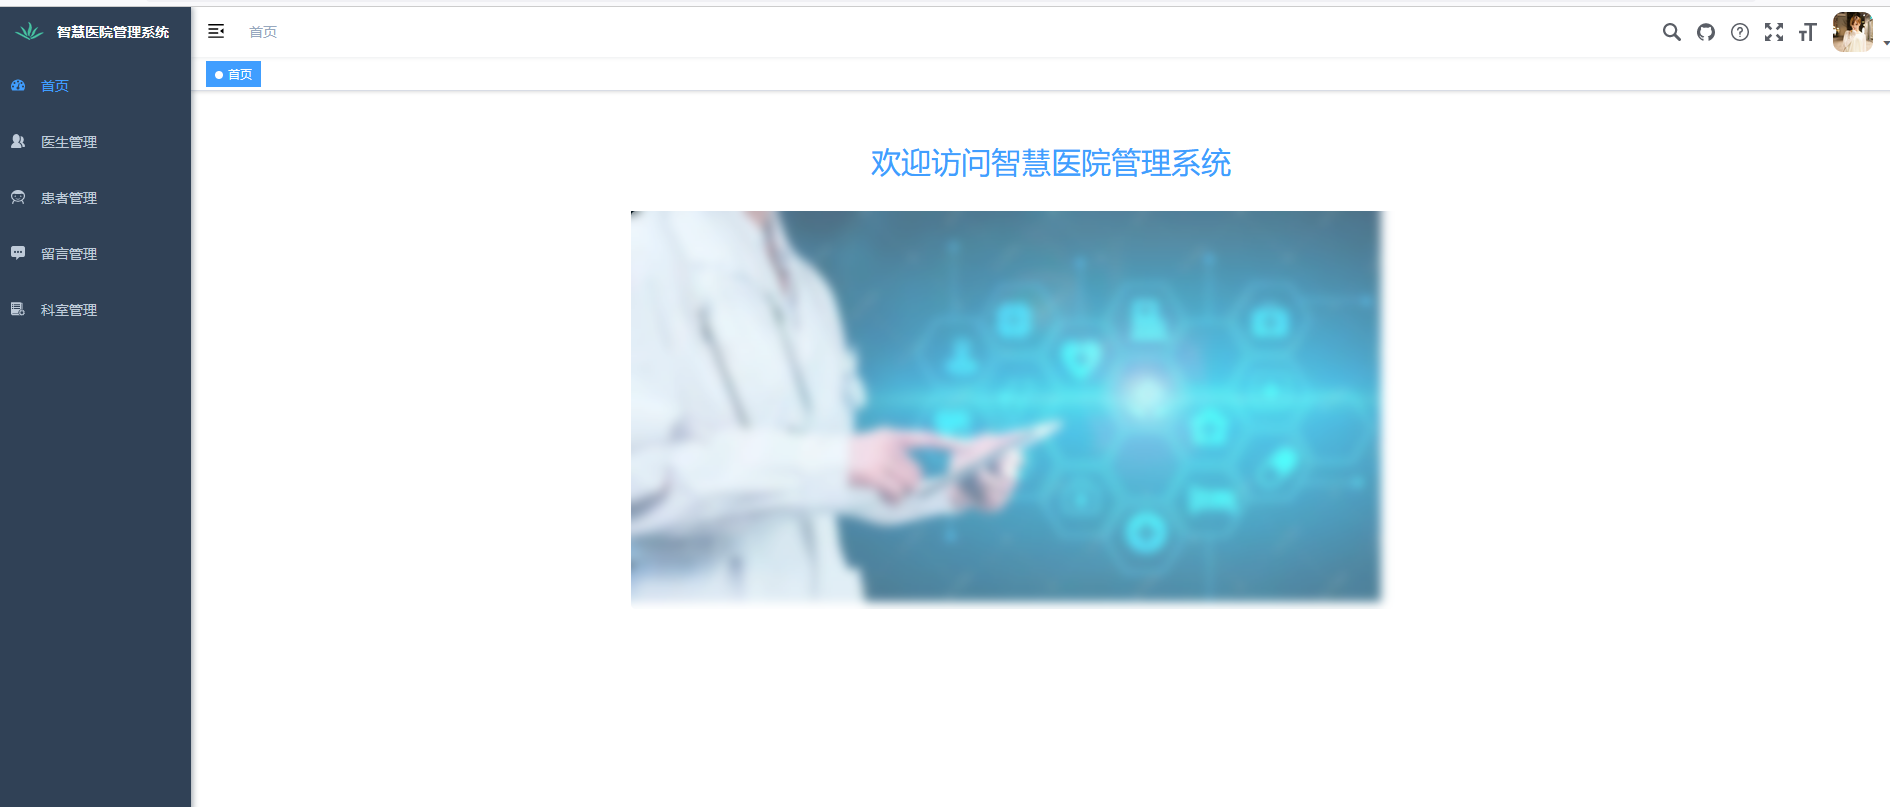 智慧医院管理系统
首页
医生管理
患者管理
留言管理
科室管理
首页
首页
欢迎访问智慧医院管理系统